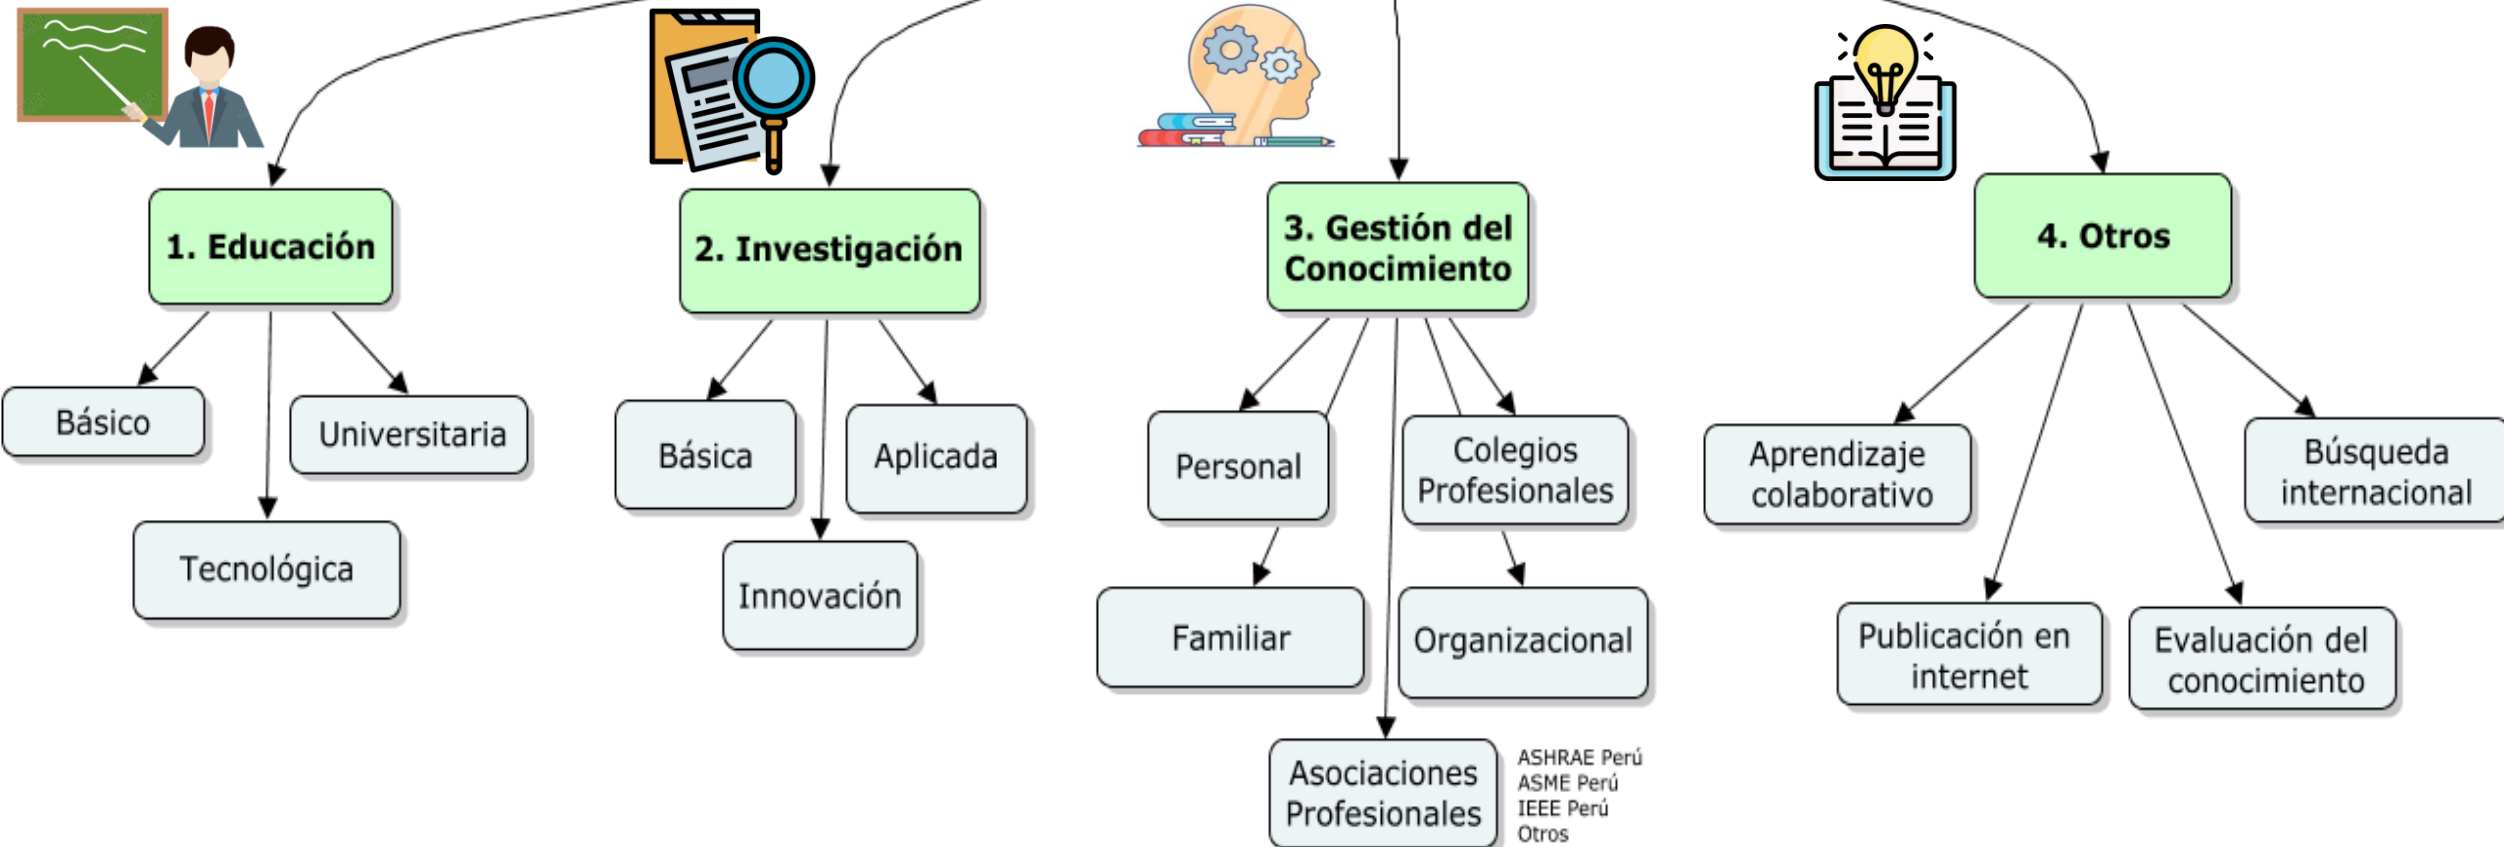 1. Educación
2. Investigación
3. Gestión del
Conocimiento
4. Otros
Básico
Universitaria
Tecnológica
Básica
Aplicada
Innovación
Personal
Colegios
Profesionales
Familiar
Organizacional
Asociaciones
Profesionales
ASHRAE Perú
ASME Perú
IEEE Perú
Otros
Aprendizaje
colaborativo
Búsqueda
internacional
Publicación en
internet
Evaluación del
conocimiento